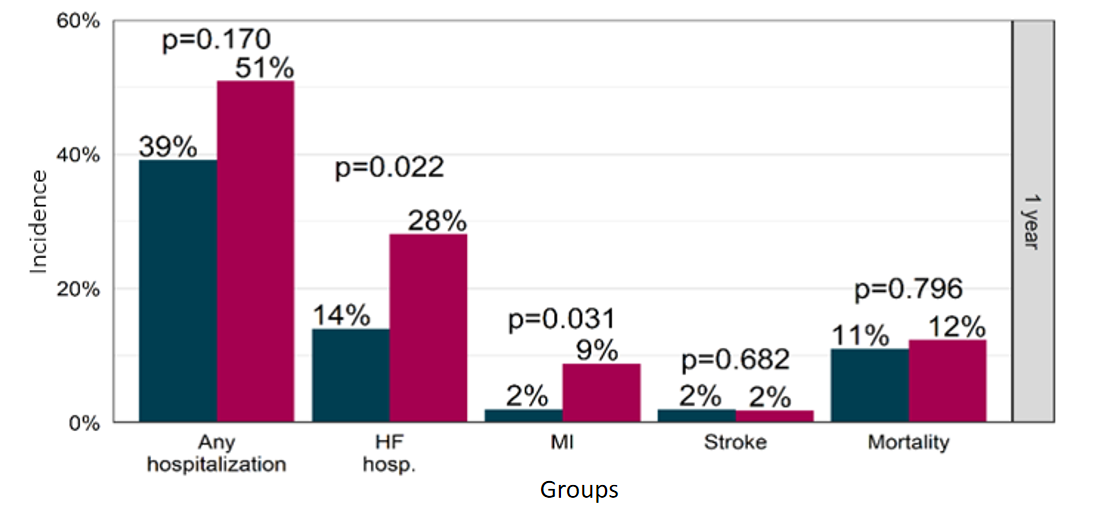 60%
p=0.170
51%
39%
40%
p=0.022
28%
Incidence
1 year
20%
14%
p=0.031
9%
2%
p=0.682
2%
2%
p=0.796
11%
12%
0%
Any
hospitalization
HF
hosp.
MI
Stroke
Mortality
Groups